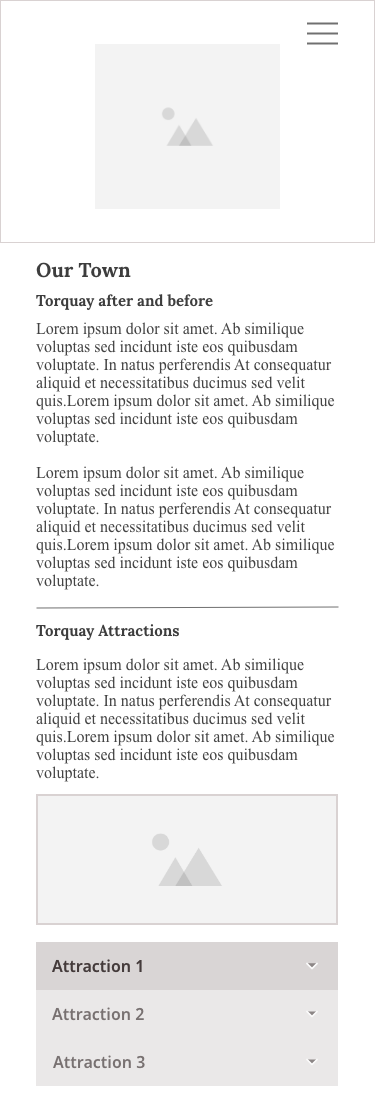 Our Town
Torquay after and before
Lorem ipsum dolor sit amet. Ab similique
voluptas sed incidunt iste eos quibusdam
voluptate. In natus perferendis At consequatur
aliquid et necessitatibus ducimus sed velit
quis.Lorem ipsum dolor sit amet. Ab similique
voluptas sed incidunt iste eos quibusdam
voluptate.
Lorem ipsum dolor sit amet. Ab similique
voluptas sed incidunt iste eos quibusdam
voluptate. In natus perferendis At consequatur
aliquid et necessitatibus ducimus sed velit
quis.Lorem ipsum dolor sit amet. Ab similique
voluptas sed incidunt iste eos quibusdam
voluptate.
Torquay Attractions
Lorem ipsum dolor sit amet. Ab similique
voluptas sed incidunt iste eos quibusdam
voluptate. In natus perferendis At consequatur
aliquid et necessitatibus ducimus sed velit
quis.Lorem ipsum dolor sit amet. Ab similique
voluptas sed incidunt iste eos quibusdam
voluptate.
Attraction 1
Attraction 2
Attraction 3